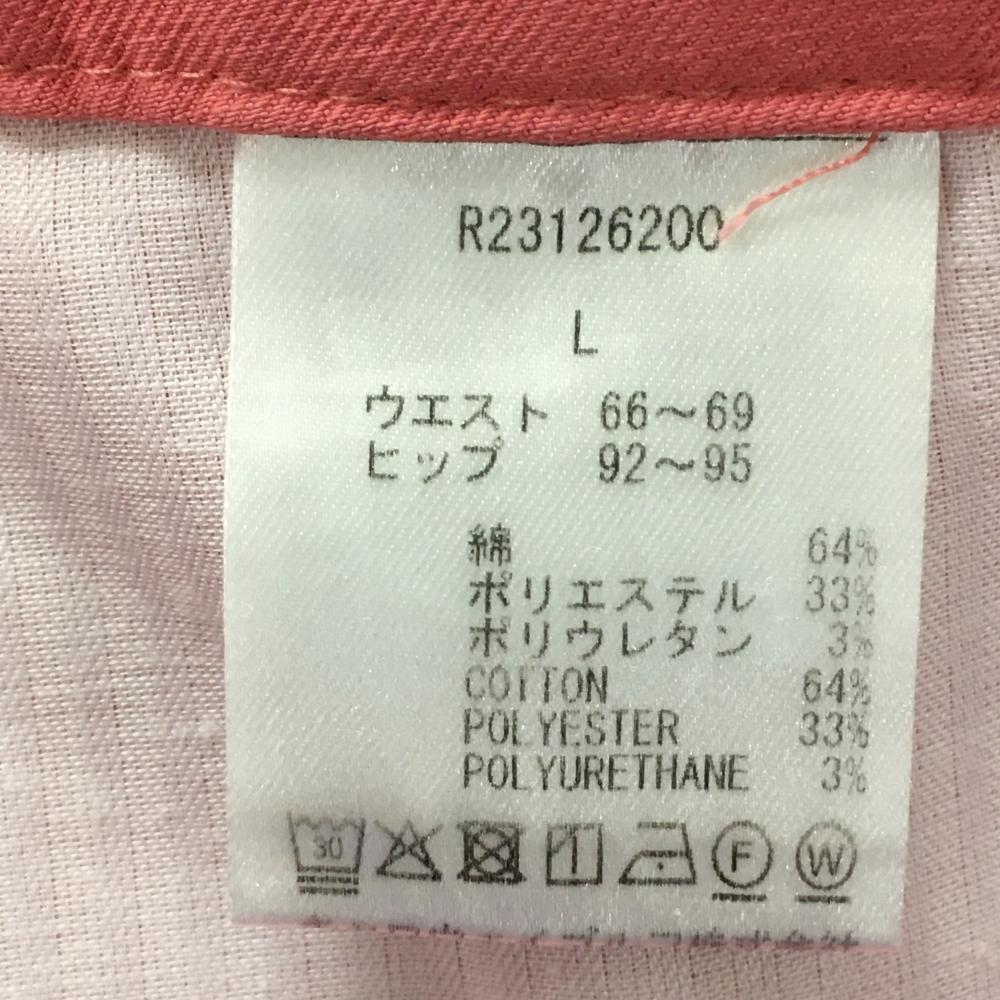 R23126200
L
ウエスト 66～69
ヒップ 92～95
綿 64%
ポリエステル 33%
ポリウレタン 3%
COTTON 64%
POLYESTER 33%
POLYURETHANE 3%
30 F W